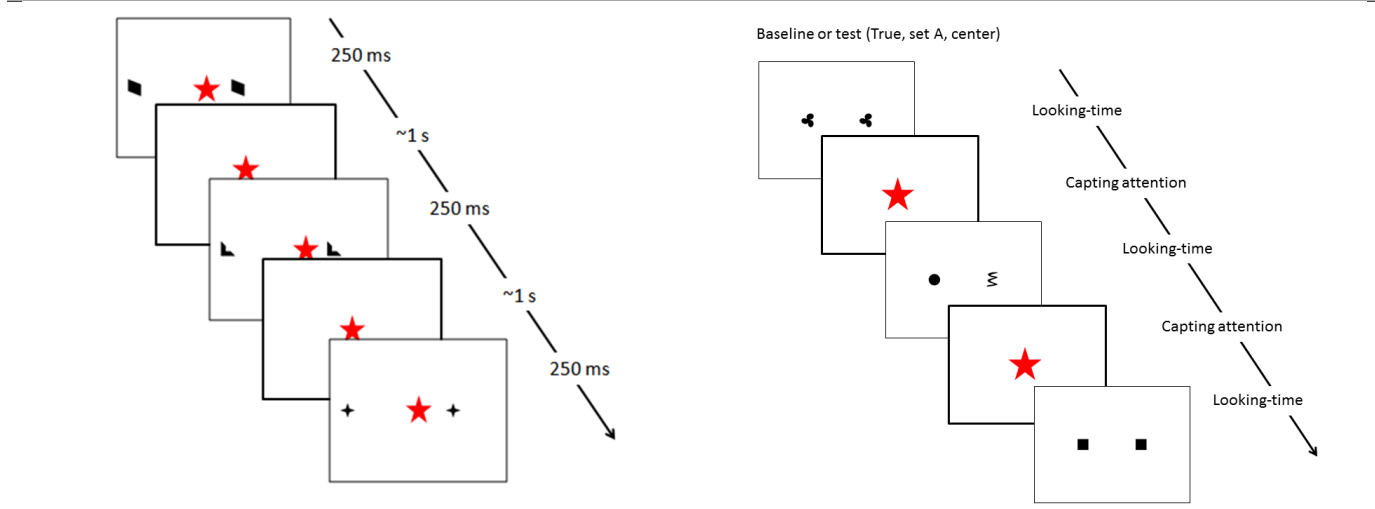 250 ms
~1 s
250 ms
~1 s
250 ms
Baseline or test (True, set A, center)
Looking-time
Capting attention
Looking-time
Capting attention
Looking-time